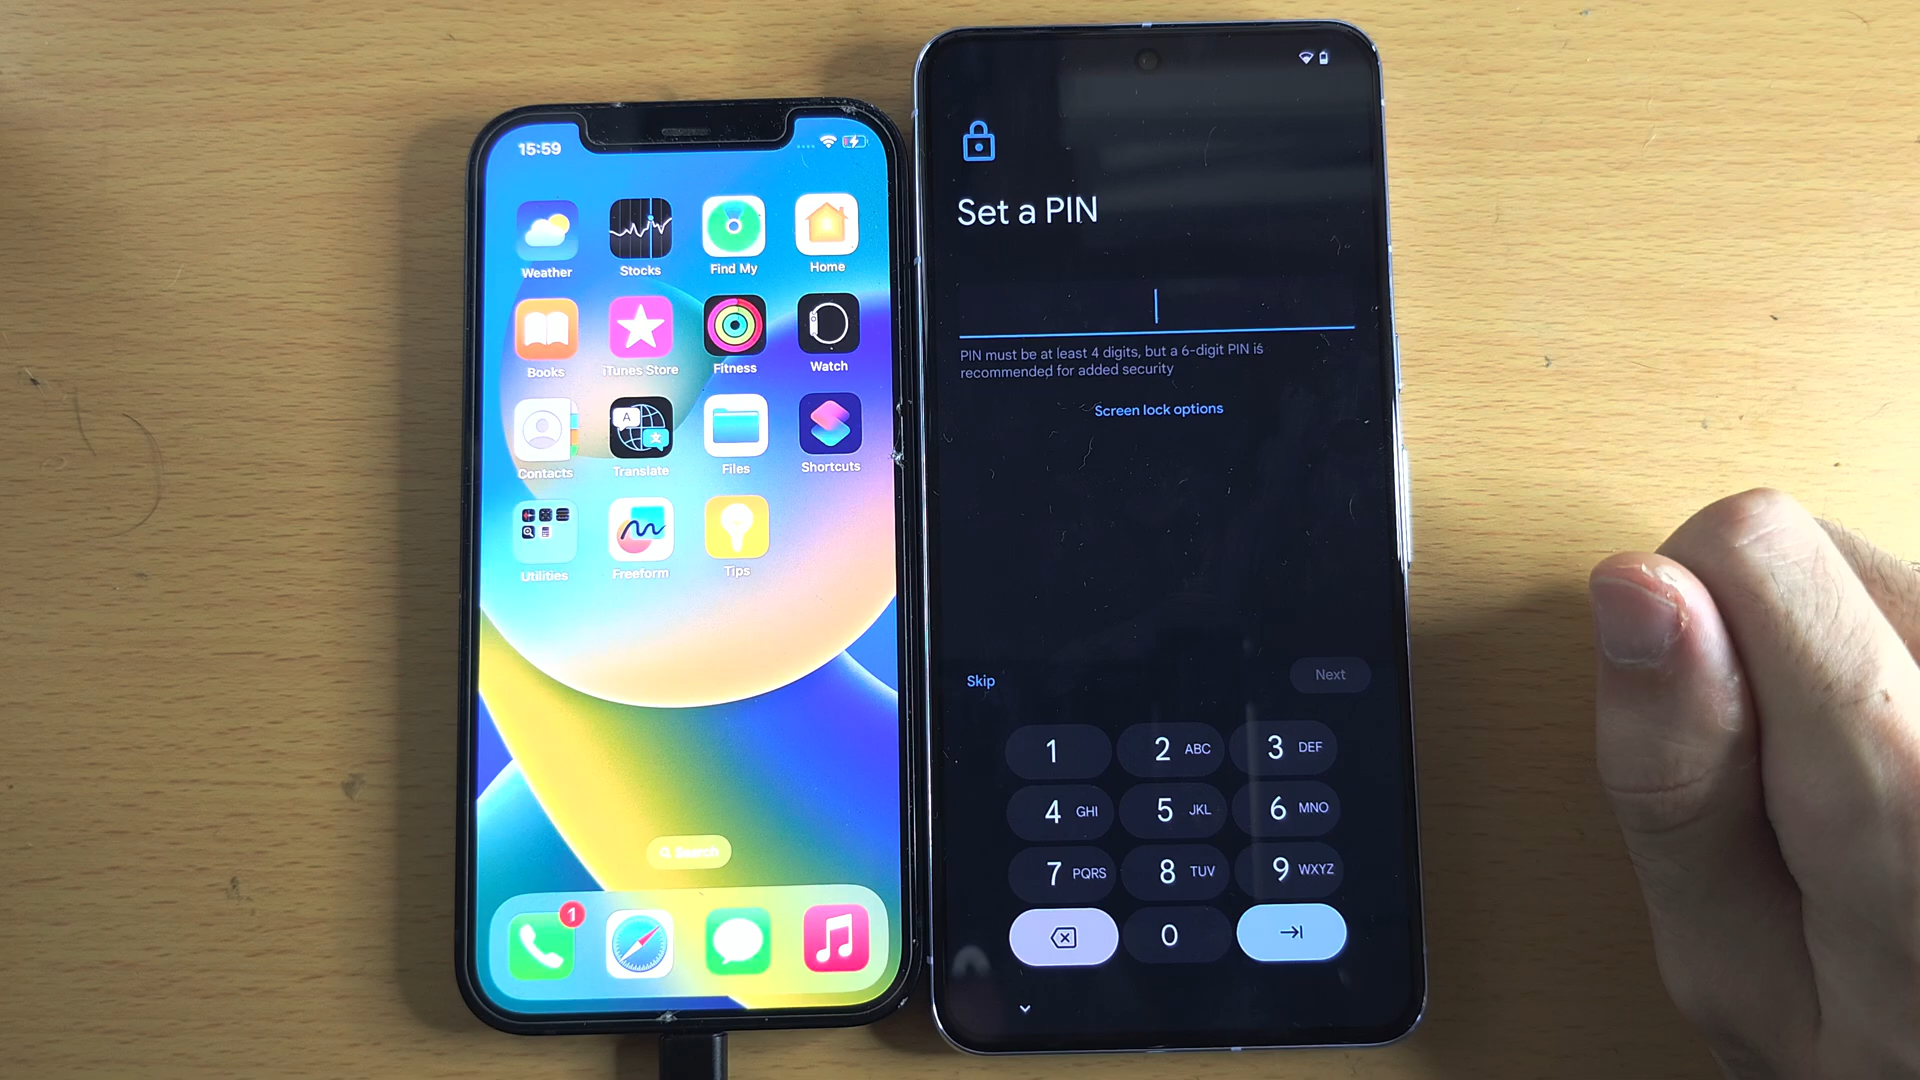 15:59
Weather
Stocks
Find My
Home
Books
iTunes Store
Fitness
Watch
Contacts
Translate
Files
Shortcuts
Utilities
Freeform
Tips
Search
1
Set a PIN
PIN must be at least 4 digits, but a 6-digit PIN is
recommended for added security
Screen lock options
Skip
Next
1
2 ABC
3 DEF
4 GHI
5 JKL
6 MNO
7 PQRS
8 TUV
9 WXYZ
0